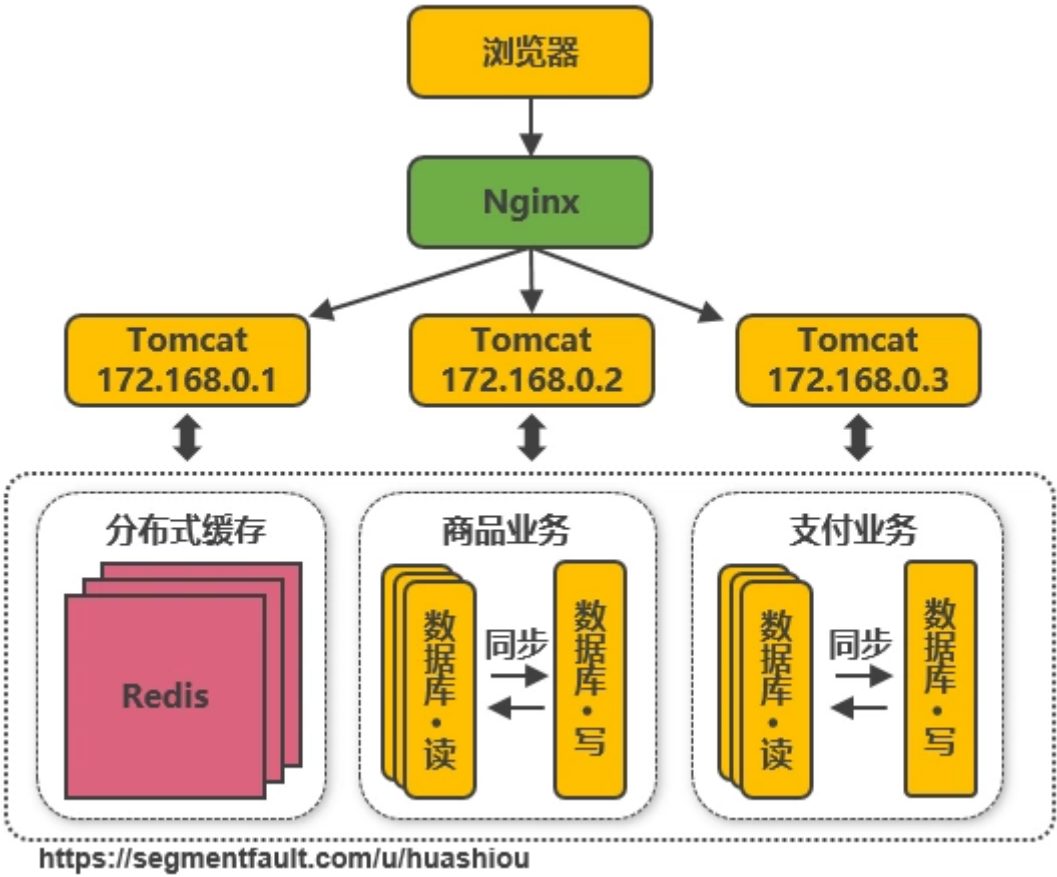 浏览器
Nginx
Tomcat
172.168.0.1
Tomcat
172.168.0.2
Tomcat
172.168.0.3
分布式缓存
Redis
商品业务
数据库·读
同步
数据库·写
支付业务
数据库·读
同步
数据库·写
https://segmentfault.com/u/huashiou